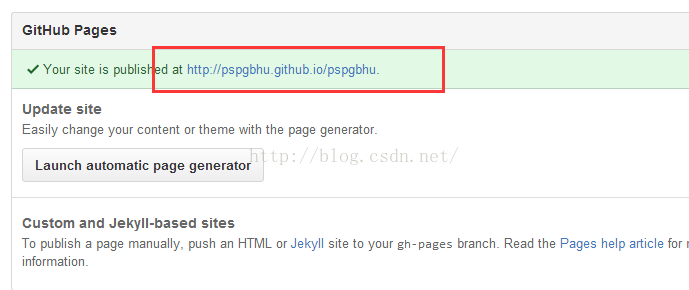 GitHub Pages
Your site is published at http://pspgbhu.github.io/pspgbhu.
Update site
Easily change your content or theme with the page generator.
Launch automatic page generator
http://blog.csdn.net/
Custom and Jekyll-based sites
To publish a page manually, push an HTML or Jekyll site to your gh-pages branch. Read the Pages help article for
information.